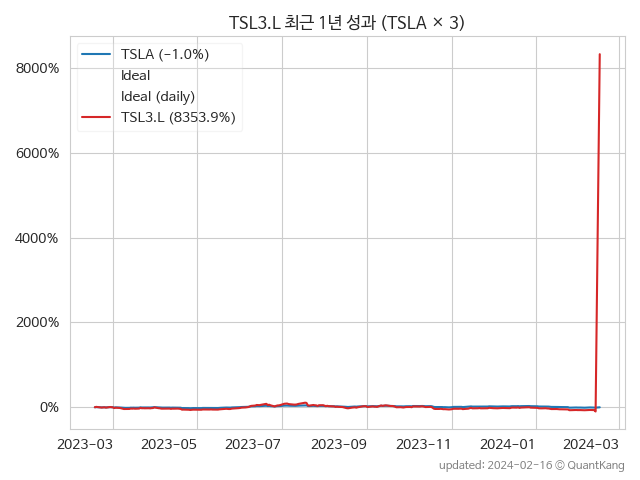 TSL3.L 최근 1년 성과 (TSLA × 3)
TSLA (−1.0%)
Ideal
Ideal (daily)
TSL3.L (8353.9%)
8000%
6000%
4000%
2000%
0%
2023-03 2023-05 2023-07 2023-09 2023-11 2024-01 2024-03
updated: 2024-02-16 © QuantKang